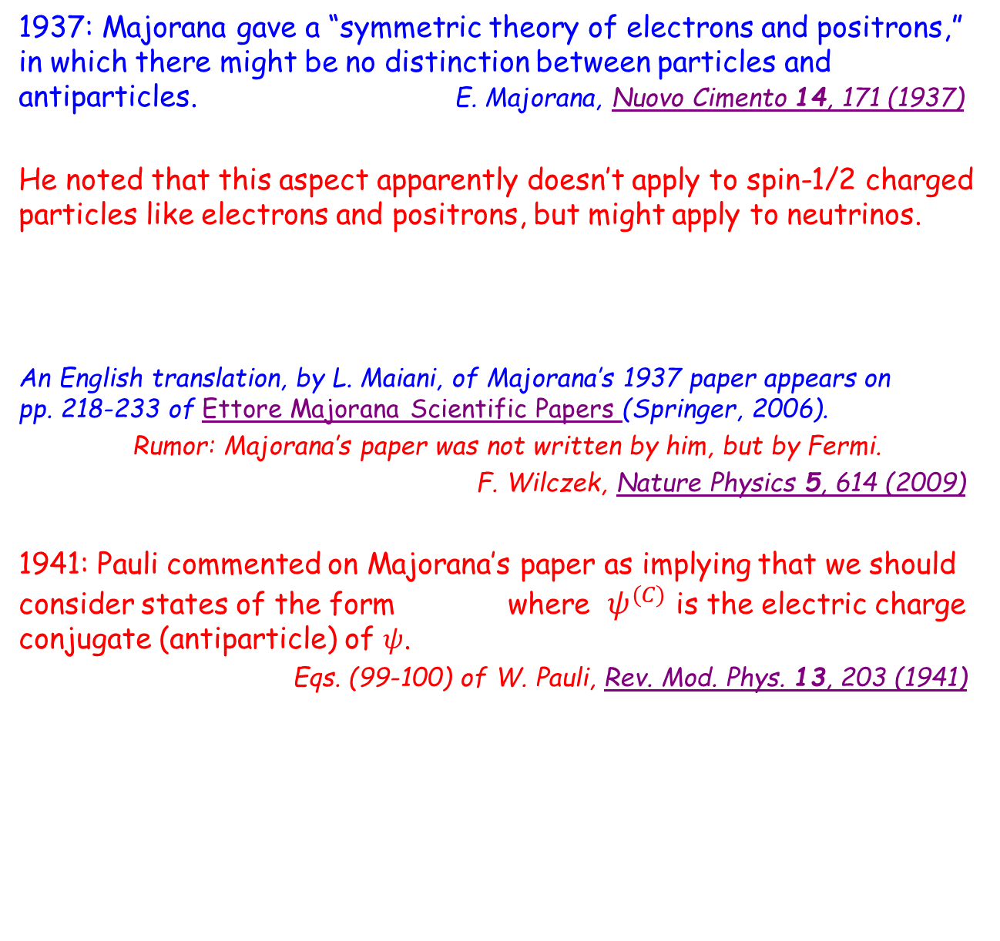 1937: Majorana gave a “symmetric theory of electrons and positrons,”
in which there might be no distinction between particles and
antiparticles. E. Majorana, Nuovo Cimento 14, 171 (1937)
He noted that this aspect apparently doesn’t apply to spin-1/2 charged
particles like electrons and positrons, but might apply to neutrinos.
An English translation, by L. Maiani, of Majorana’s 1937 paper appears on
pp. 218-233 of Ettore Majorana Scientific Papers (Springer, 2006).
Rumor: Majorana’s paper was not written by him, but by Fermi.
F. Wilczek, Nature Physics 5, 614 (2009)
1941: Pauli commented on Majorana’s paper as implying that we should
consider states of the form where ψ^(C) is the electric charge
conjugate (antiparticle) of ψ.
Eqs. (99-100) of W. Pauli, Rev. Mod. Phys. 13, 203 (1941)